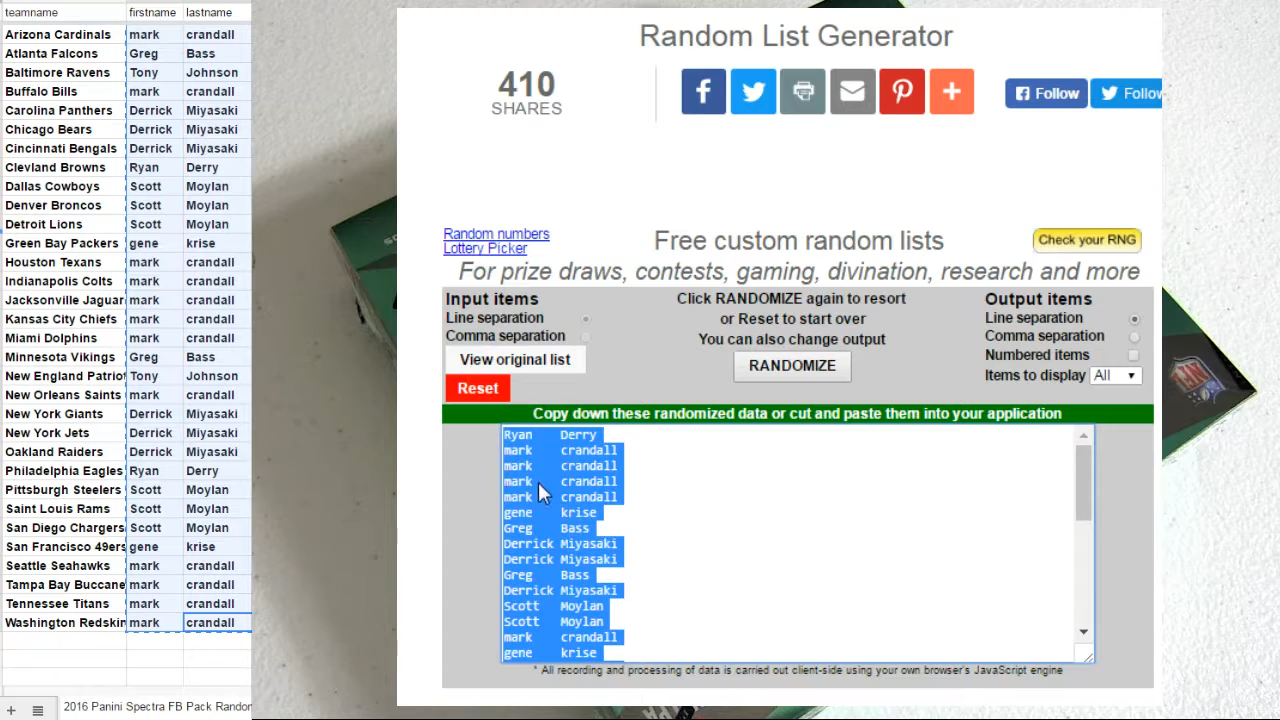 teamname firstname lastname
Arizona Cardinals mark crandall
Atlanta Falcons Greg Bass
Baltimore Ravens Tony Johnson
Buffalo Bills mark crandall
Carolina Panthers Derrick Miyasaki
Chicago Bears Derrick Miyasaki
Cincinnati Bengals Derrick Miyasaki
Clevland Browns Ryan Derry
Dallas Cowboys Scott Moylan
Denver Broncos Scott Moylan
Detroit Lions Scott Moylan
Green Bay Packers gene krise
Houston Texans mark crandall
Indianapolis Colts mark crandall
Jacksonville Jaguar mark crandall
Kansas City Chiefs mark crandall
Miami Dolphins mark crandall
Minnesota Vikings Greg Bass
New England Patriot Tony Johnson
New Orleans Saints mark crandall
New York Giants Derrick Miyasaki
New York Jets Derrick Miyasaki
Oakland Raiders Derrick Miyasaki
Philadelphia Eagles Ryan Derry
Pittsburgh Steelers Scott Moylan
Saint Louis Rams Scott Moylan
San Diego Chargers Scott Moylan
San Francisco 49ers gene krise
Seattle Seahawks mark crandall
Tampa Bay Buccane mark crandall
Tennessee Titans mark crandall
Washington Redskin mark crandall
2016 Panini Spectra FB Pack Random
Random List Generator
410
SHARES
Follow
Follow
Random numbers
Lottery Picker
Free custom random lists
Check your RNG
For prize draws, contests, gaming, divination, research and more
Input items
Line separation
Comma separation
View original list
Reset
Click RANDOMIZE again to resort
or Reset to start over
You can also change output
RANDOMIZE
Output items
Line separation
Comma separation
Numbered items
Items to display All
Copy down these randomized data or cut and paste them into your application
Ryan Derry
mark crandall
mark crandall
mark crandall
mark crandall
gene krise
Greg Bass
Derrick Miyasaki
Derrick Miyasaki
Greg Bass
Derrick Miyasaki
Scott Moylan
Scott Moylan
mark crandall
gene krise
* All recording and processing of data is carried out client-side using your own browser's JavaScript engine
NFL